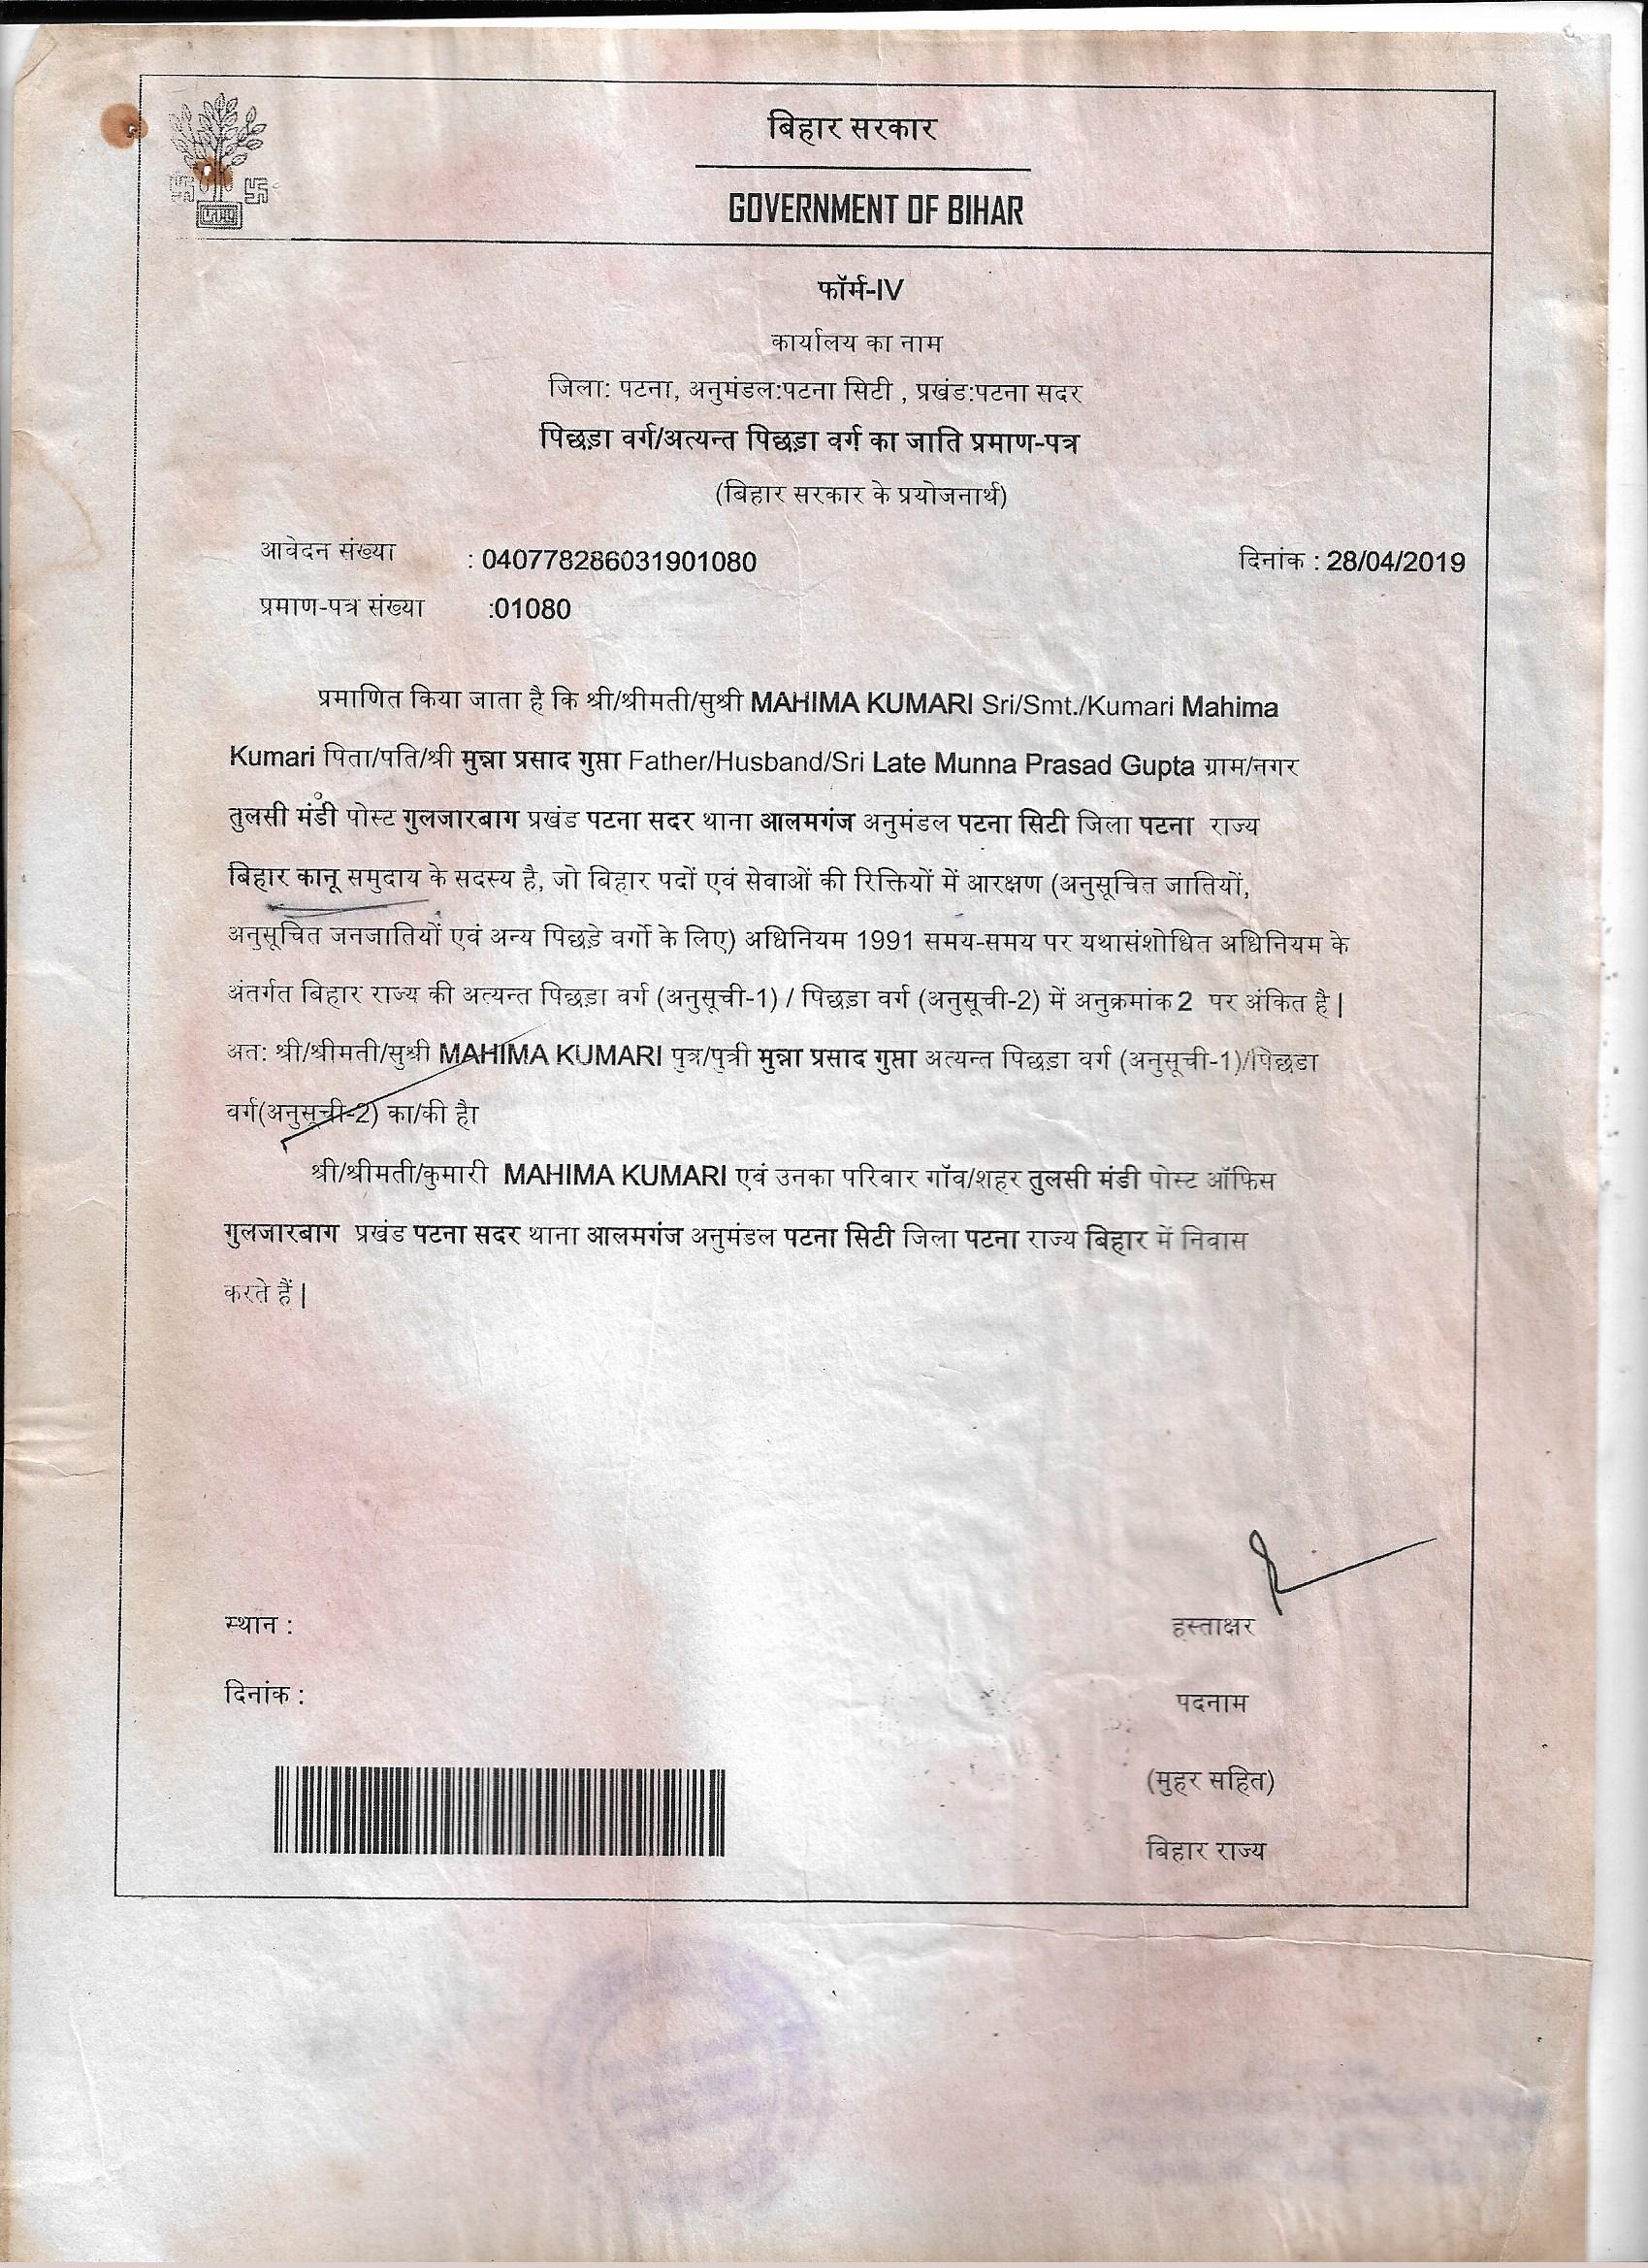 बिहार सरकार
GOVERNMENT OF BIHAR
फॉर्म-IV
कार्यालय का नाम
जिला: पटना, अनुमंडल:पटना सिटी , प्रखंड:पटना सदर
पिछड़ा वर्ग/अत्यन्त पिछड़ा वर्ग का जाति प्रमाण-पत्र
(बिहार सरकार के प्रयोजनार्थ)
आवेदन संख्या : 040778286031901080 दिनांक : 28/04/2019
प्रमाण-पत्र संख्या :01080
प्रमाणित किया जाता है कि श्री/श्रीमती/सुश्री MAHIMA KUMARI Sri/Smt./Kumari Mahima
Kumari पिता/पति/श्री मुन्ना प्रसाद गुप्ता Father/Husband/Sri Late Munna Prasad Gupta ग्राम/नगर
तुलसी मंडी पोस्ट गुलजारबाग प्रखंड पटना सदर थाना आलमगंज अनुमंडल पटना सिटी जिला पटना राज्य
बिहार कानू समुदाय के सदस्य है, जो बिहार पदों एवं सेवाओं की रिक्तियों में आरक्षण (अनुसूचित जातियों,
अनुसूचित जनजातियों एवं अन्य पिछड़े वर्गो के लिए) अधिनियम 1991 समय-समय पर यथासंशोधित अधिनियम के
अंतर्गत बिहार राज्य की अत्यन्त पिछड़ा वर्ग (अनुसूची-1) / पिछड़ा वर्ग (अनुसूची-2) में अनुक्रमांक 2 पर अंकित है |
अत: श्री/श्रीमती/सुश्री MAHIMA KUMARI पुत्र/पुत्री मुन्ना प्रसाद गुप्ता अत्यन्त पिछड़ा वर्ग (अनुसूची-1)/पिछडा
वर्ग(अनुसूची-2) का/की है।
श्री/श्रीमती/कुमारी MAHIMA KUMARI एवं उनका परिवार गॉव/शहर तुलसी मंडी पोस्ट ऑफिस
गुलजारबाग प्रखंड पटना सदर थाना आलमगंज अनुमंडल पटना सिटी जिला पटना राज्य बिहार में निवास
करते हैं |
स्थान : हस्ताक्षर
दिनांक : पदनाम
(मुहर सहित)
बिहार राज्य